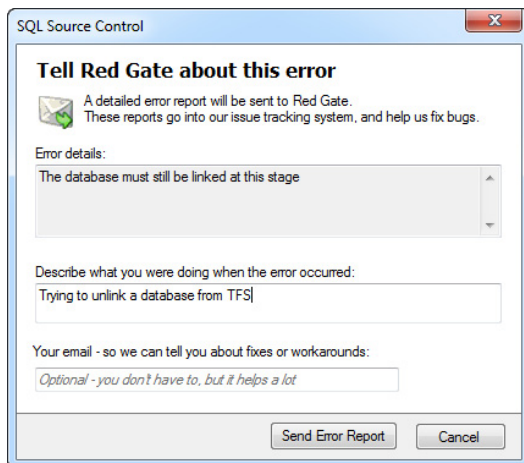 SQL Source Control
Tell Red Gate about this error
A detailed error report will be sent to Red Gate.
These reports go into our issue tracking system, and help us fix bugs.
Error details:
The database must still be linked at this stage
Describe what you were doing when the error occurred:
Trying to unlink a database from TFS
Your email - so we can tell you about fixes or workarounds:
Optional - you don't have to, but it helps a lot
Send Error Report
Cancel